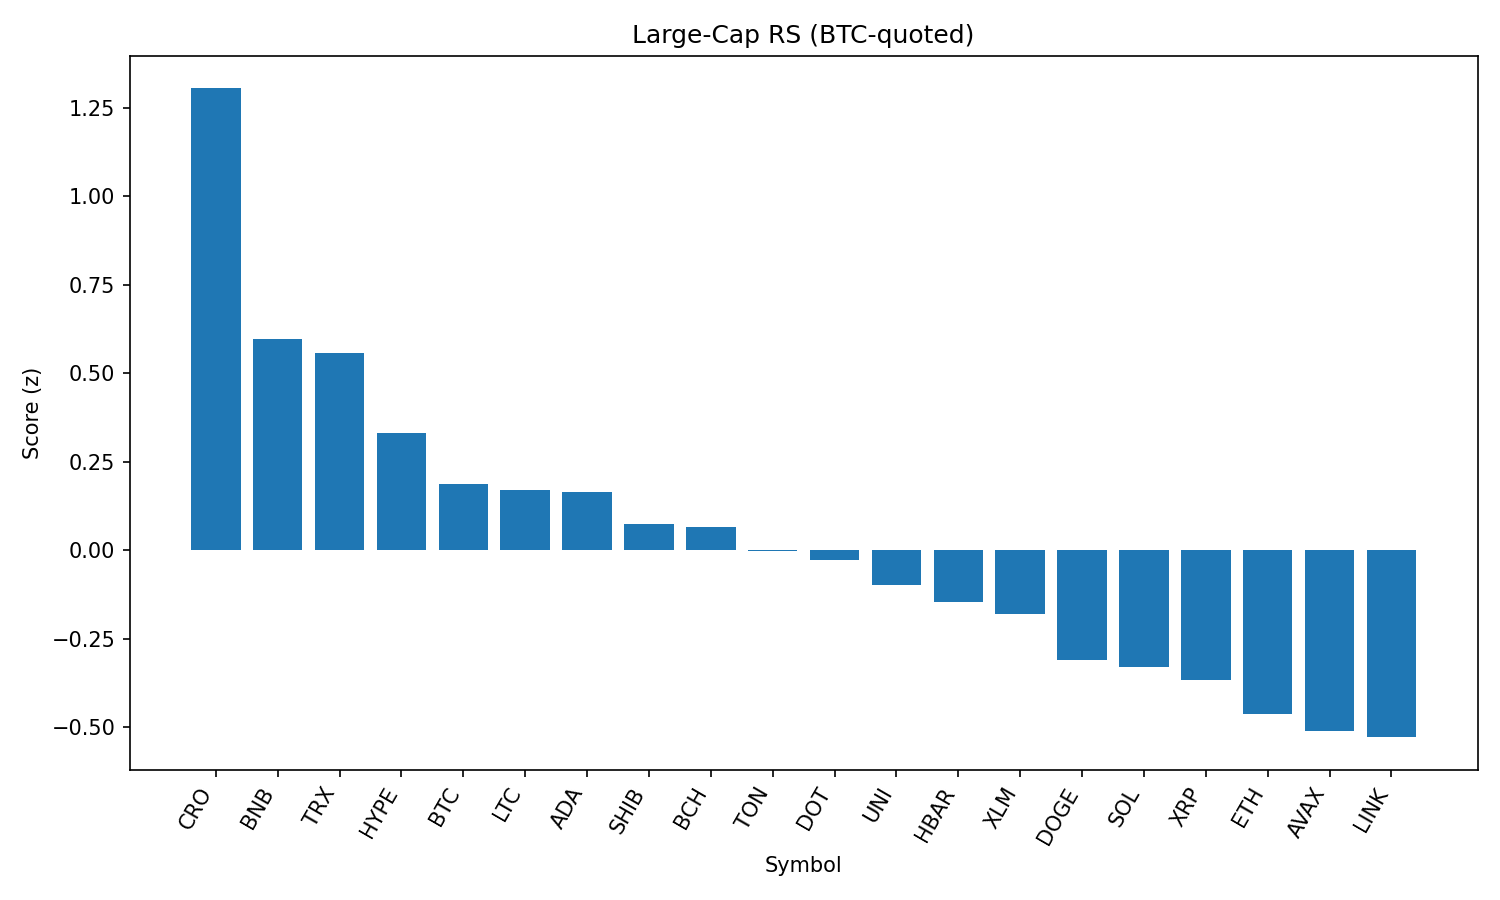 Large-Cap RS (BTC-quoted)
Score (z)
1.25
1.00
0.75
0.50
0.25
0.00
−0.25
−0.50
CRO
BNB
TRX
HYPE
BTC
LTC
ADA
SHIB
BCH
TON
DOT
UNI
HBAR
XLM
DOGE
SOL
XRP
ETH
AVAX
LINK
Symbol